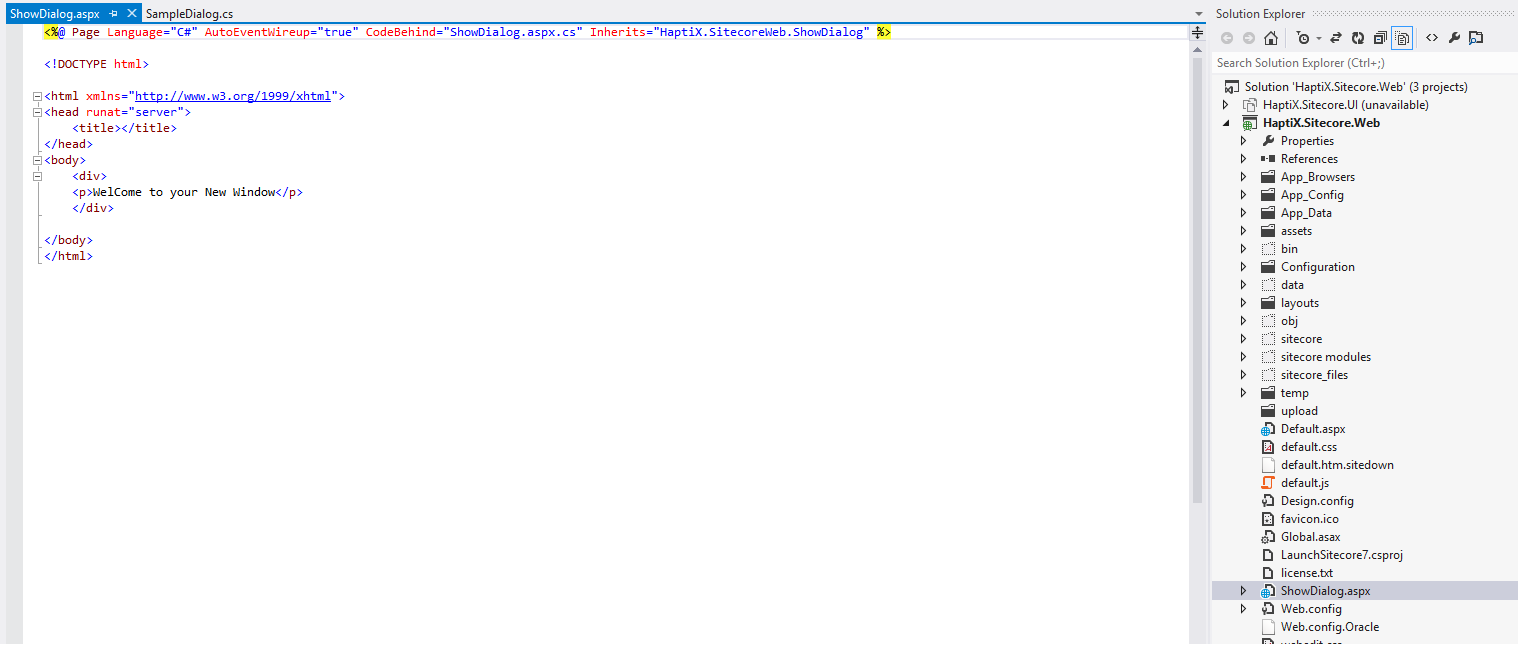 ShowDialog.aspx
SampleDialog.cs
<%@ Page Language="C#" AutoEventWireup="true" CodeBehind="ShowDialog.aspx.cs" Inherits="HaptiX.SitecoreWeb.ShowDialog" %>
<!DOCTYPE html>
<html xmlns="http://www.w3.org/1999/xhtml">
<head runat="server">
<title></title>
</head>
<body>
<div>
<p>WelCome to your New Window</p>
</div>
</body>
</html>
Solution Explorer
Search Solution Explorer (Ctrl+;)
Solution 'HaptiX.Sitecore.Web' (3 projects)
HaptiX.Sitecore.UI (unavailable)
HaptiX.Sitecore.Web
Properties
References
App_Browsers
App_Config
App_Data
assets
bin
Configuration
data
layouts
obj
sitecore
sitecore modules
sitecore_files
temp
upload
Default.aspx
default.css
default.htm.sitedown
default.js
Design.config
favicon.ico
Global.asax
LaunchSitecore7.csproj
license.txt
ShowDialog.aspx
Web.config
Web.config.Oracle